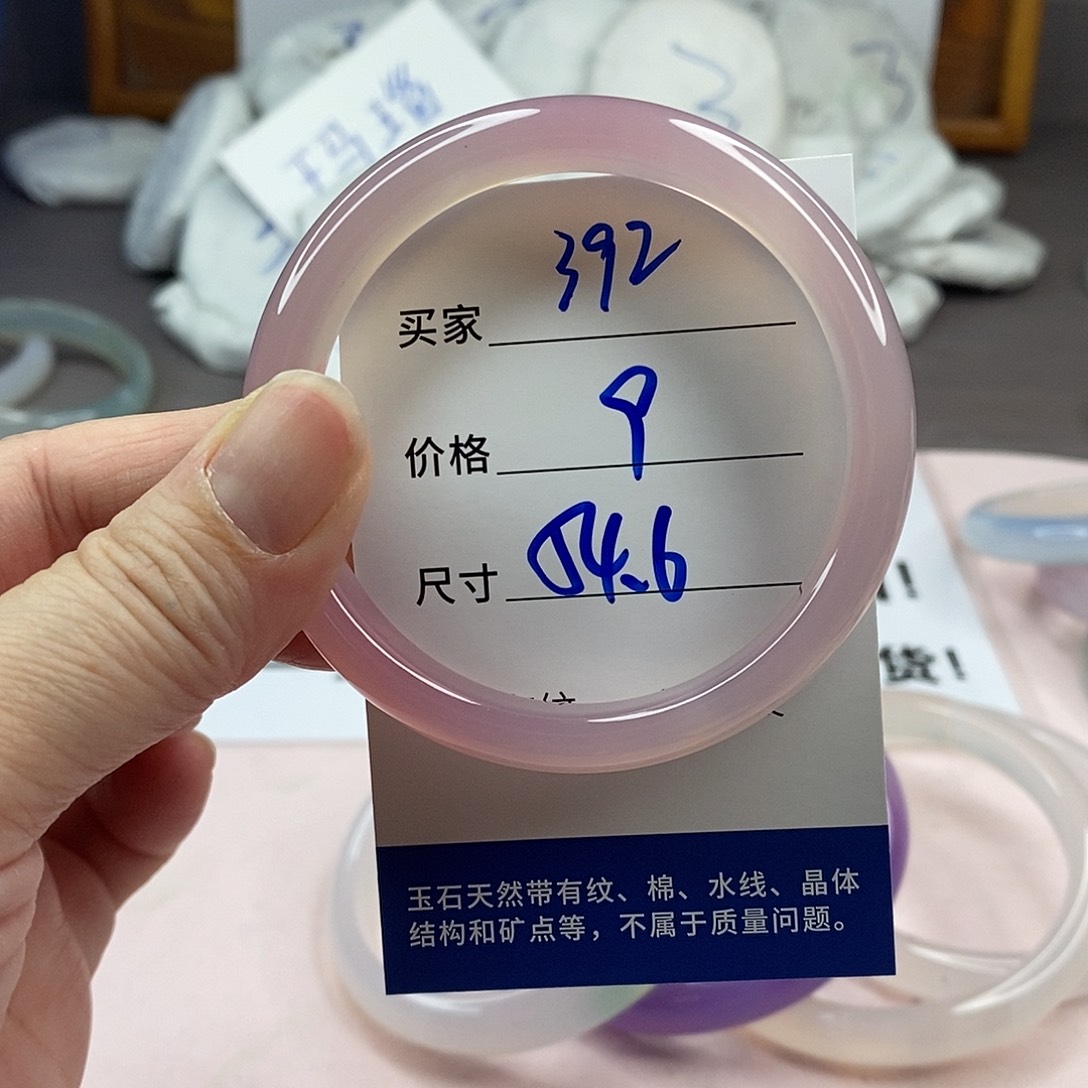 玛瑙
买家 392
价格 9
尺寸 54.6
货!
玉石天然带有纹、棉、水线、晶体
结构和矿点等，不属于质量问题。